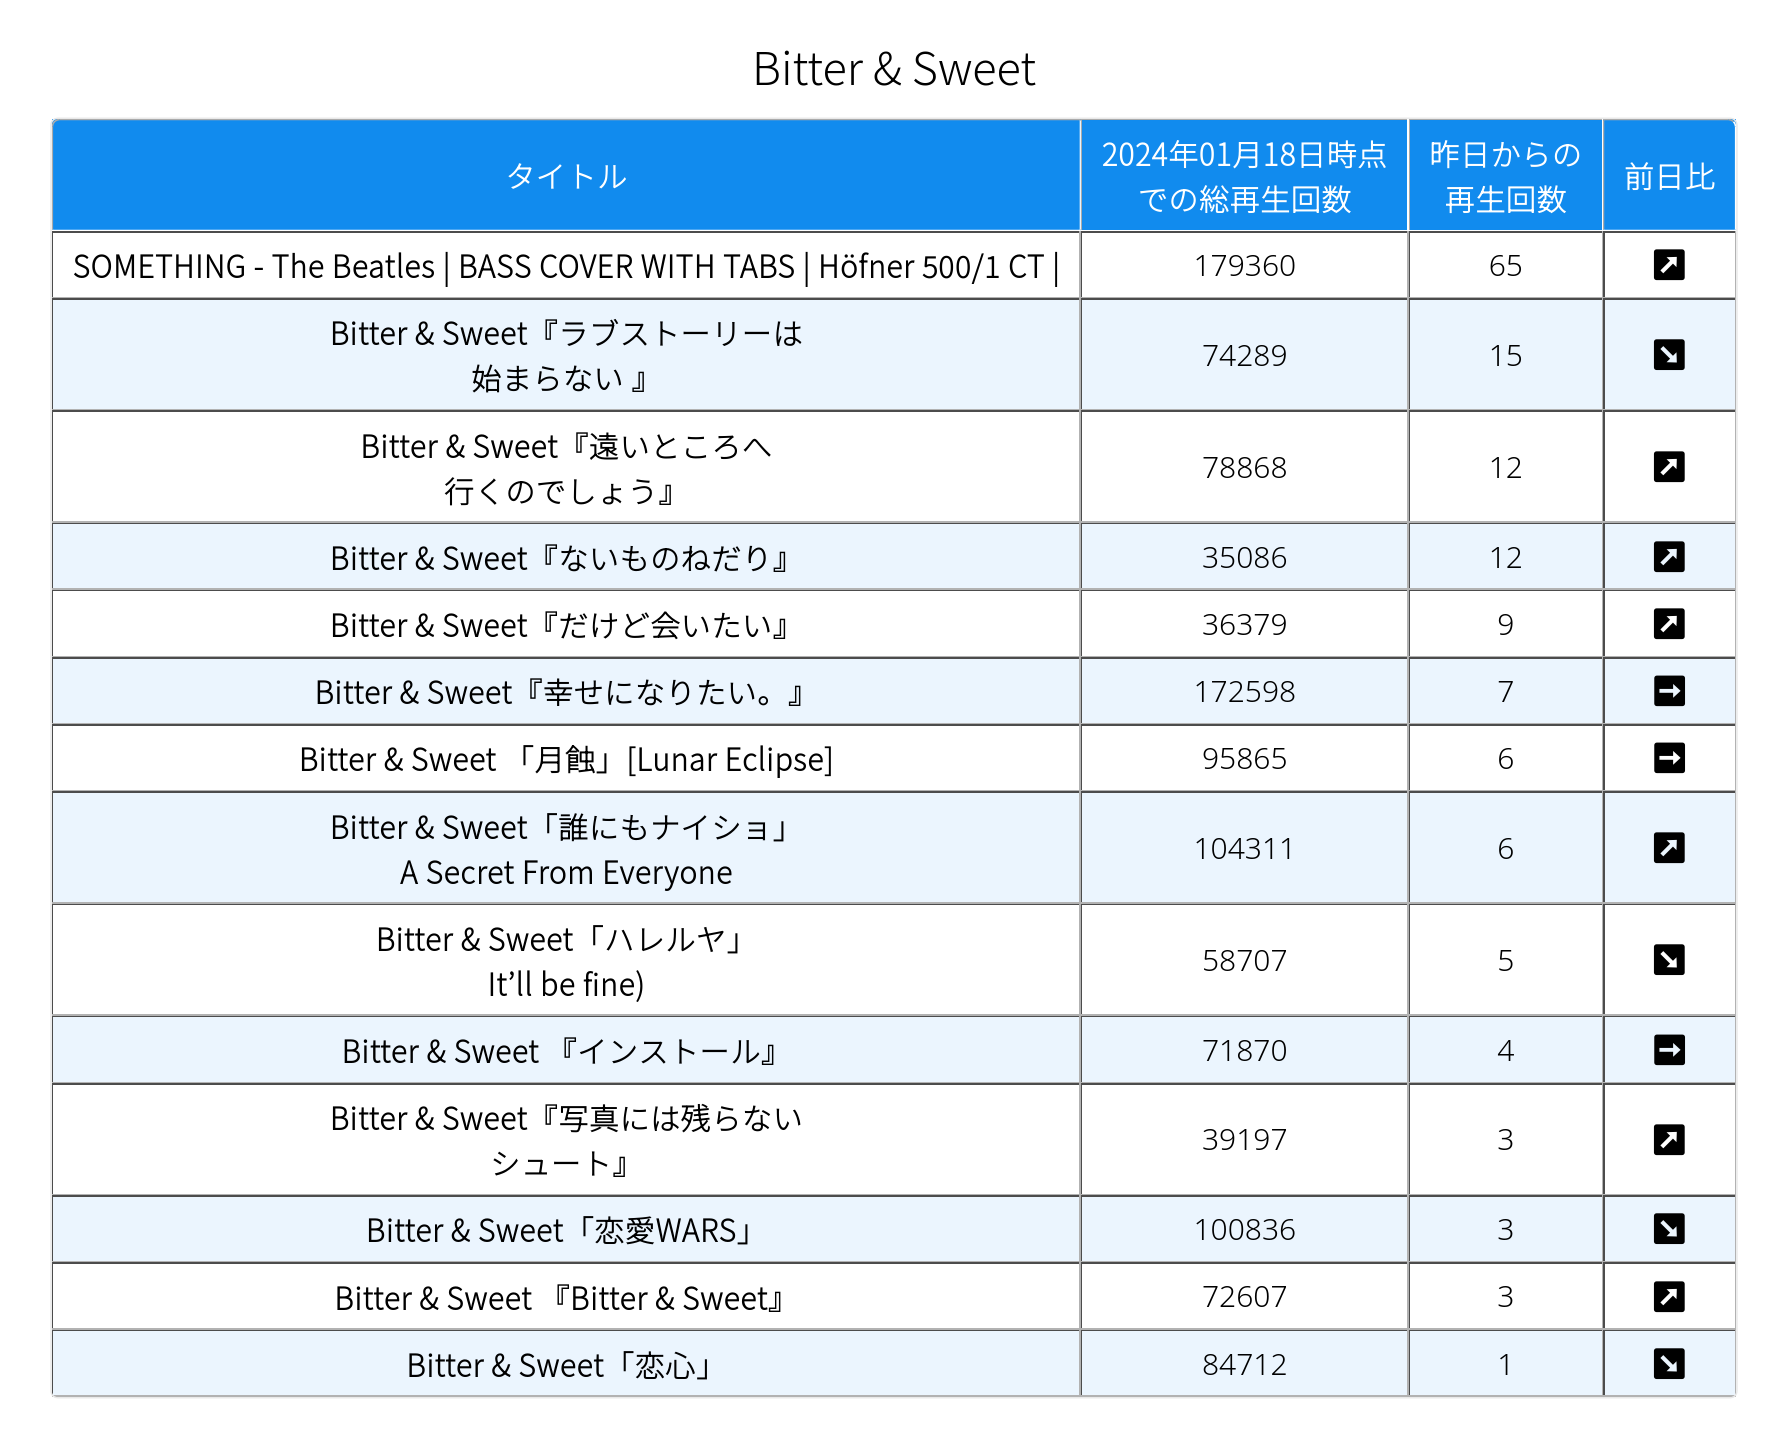 Bitter & Sweet
タイトル
2024年01月18日時点
での総再生回数
昨日からの
再生回数
前日比
SOMETHING - The Beatles | BASS COVER WITH TABS | Höfner 500/1 CT |
179360
65
Bitter & Sweet『ラブストーリーは
始まらない 』
74289
15
Bitter & Sweet『遠いところへ
行くのでしょう』
78868
12
Bitter & Sweet『ないものねだり』
35086
12
Bitter & Sweet『だけど会いたい』
36379
9
Bitter & Sweet『幸せになりたい。』
172598
7
Bitter & Sweet 「月蝕」[Lunar Eclipse]
95865
6
Bitter & Sweet「誰にもナイショ」
A Secret From Everyone
104311
6
Bitter & Sweet「ハレルヤ」
It’ll be fine)
58707
5
Bitter & Sweet 『インストール』
71870
4
Bitter & Sweet『写真には残らない
シュート』
39197
3
Bitter & Sweet「恋愛WARS」
100836
3
Bitter & Sweet 『Bitter & Sweet』
72607
3
Bitter & Sweet「恋心」
84712
1